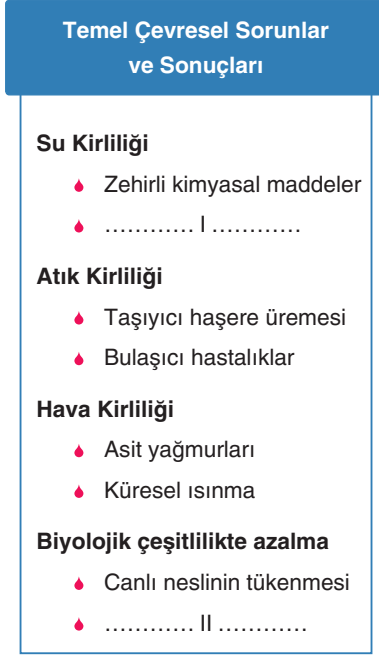 Temel Çevresel Sorunlar
ve Sonuçları
Su Kirliliği
Zehirli kimyasal maddeler
………… I …………
Atık Kirliliği
Taşıyıcı haşere üremesi
Bulaşıcı hastalıklar
Hava Kirliliği
Asit yağmurları
Küresel ısınma
Biyolojik çeşitlilikte azalma
Canlı neslinin tükenmesi
………… II …………